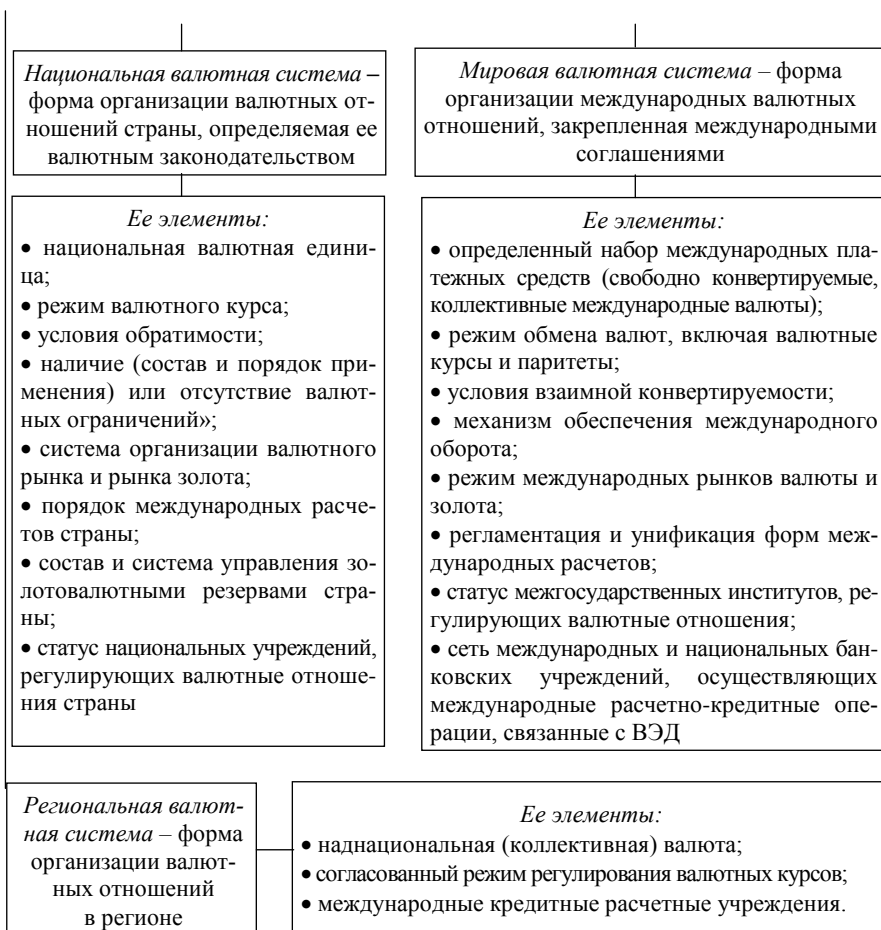 Национальная валютная система –
форма организации валютных от-
ношений страны, определяемая ее
валютным законодательством
Мировая валютная система – форма
организации международных валютных
отношений, закрепленная международными
соглашениями
Ее элементы:
• национальная валютная едини-
ца;
• режим валютного курса;
• условия обратимости;
• наличие (состав и порядок при-
менения) или отсутствие валют-
ных ограничений»;
• система организации валютного
рынка и рынка золота;
• порядок международных расче-
тов страны;
• состав и система управления зо-
лотовалютными резервами стра-
ны;
• статус национальных учреждений,
регулирующих валютные отноше-
ния страны
Ее элементы:
• определенный набор международных пла-
тежных средств (свободно конвертируемые,
коллективные международные валюты);
• режим обмена валют, включая валютные
курсы и паритеты;
• условия взаимной конвертируемости;
• механизм обеспечения международного
оборота;
• режим международных рынков валюты и
золота;
• регламентация и унификация форм меж-
дународных расчетов;
• статус межгосударственных институтов, ре-
гулирующих валютные отношения;
• сеть международных и национальных бан-
ковских учреждений, осуществляющих
международные расчетно-кредитные опе-
рации, связанные с ВЭД
Региональная валют-
ная система – форма
организации валют-
ных отношений
в регионе
Ее элементы:
• наднациональная (коллективная) валюта;
• согласованный режим регулирования валютных курсов;
• международные кредитные расчетные учреждения.